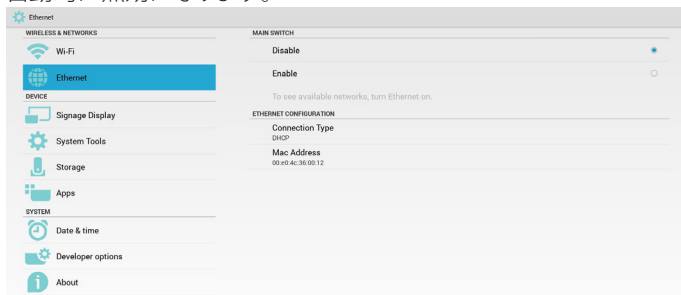 Ethernet
WIRELESS & NETWORKS
Wi-Fi
Ethernet
DEVICE
Signage Display
System Tools
Storage
Apps
SYSTEM
Date & time
Developer options
About
MAIN SWITCH
Disable
Enable
To see available networks, turn Ethernet on.
ETHERNET CONFIGURATION
Connection Type
DHCP
Mac Address
00:e0:4c:36:00:12